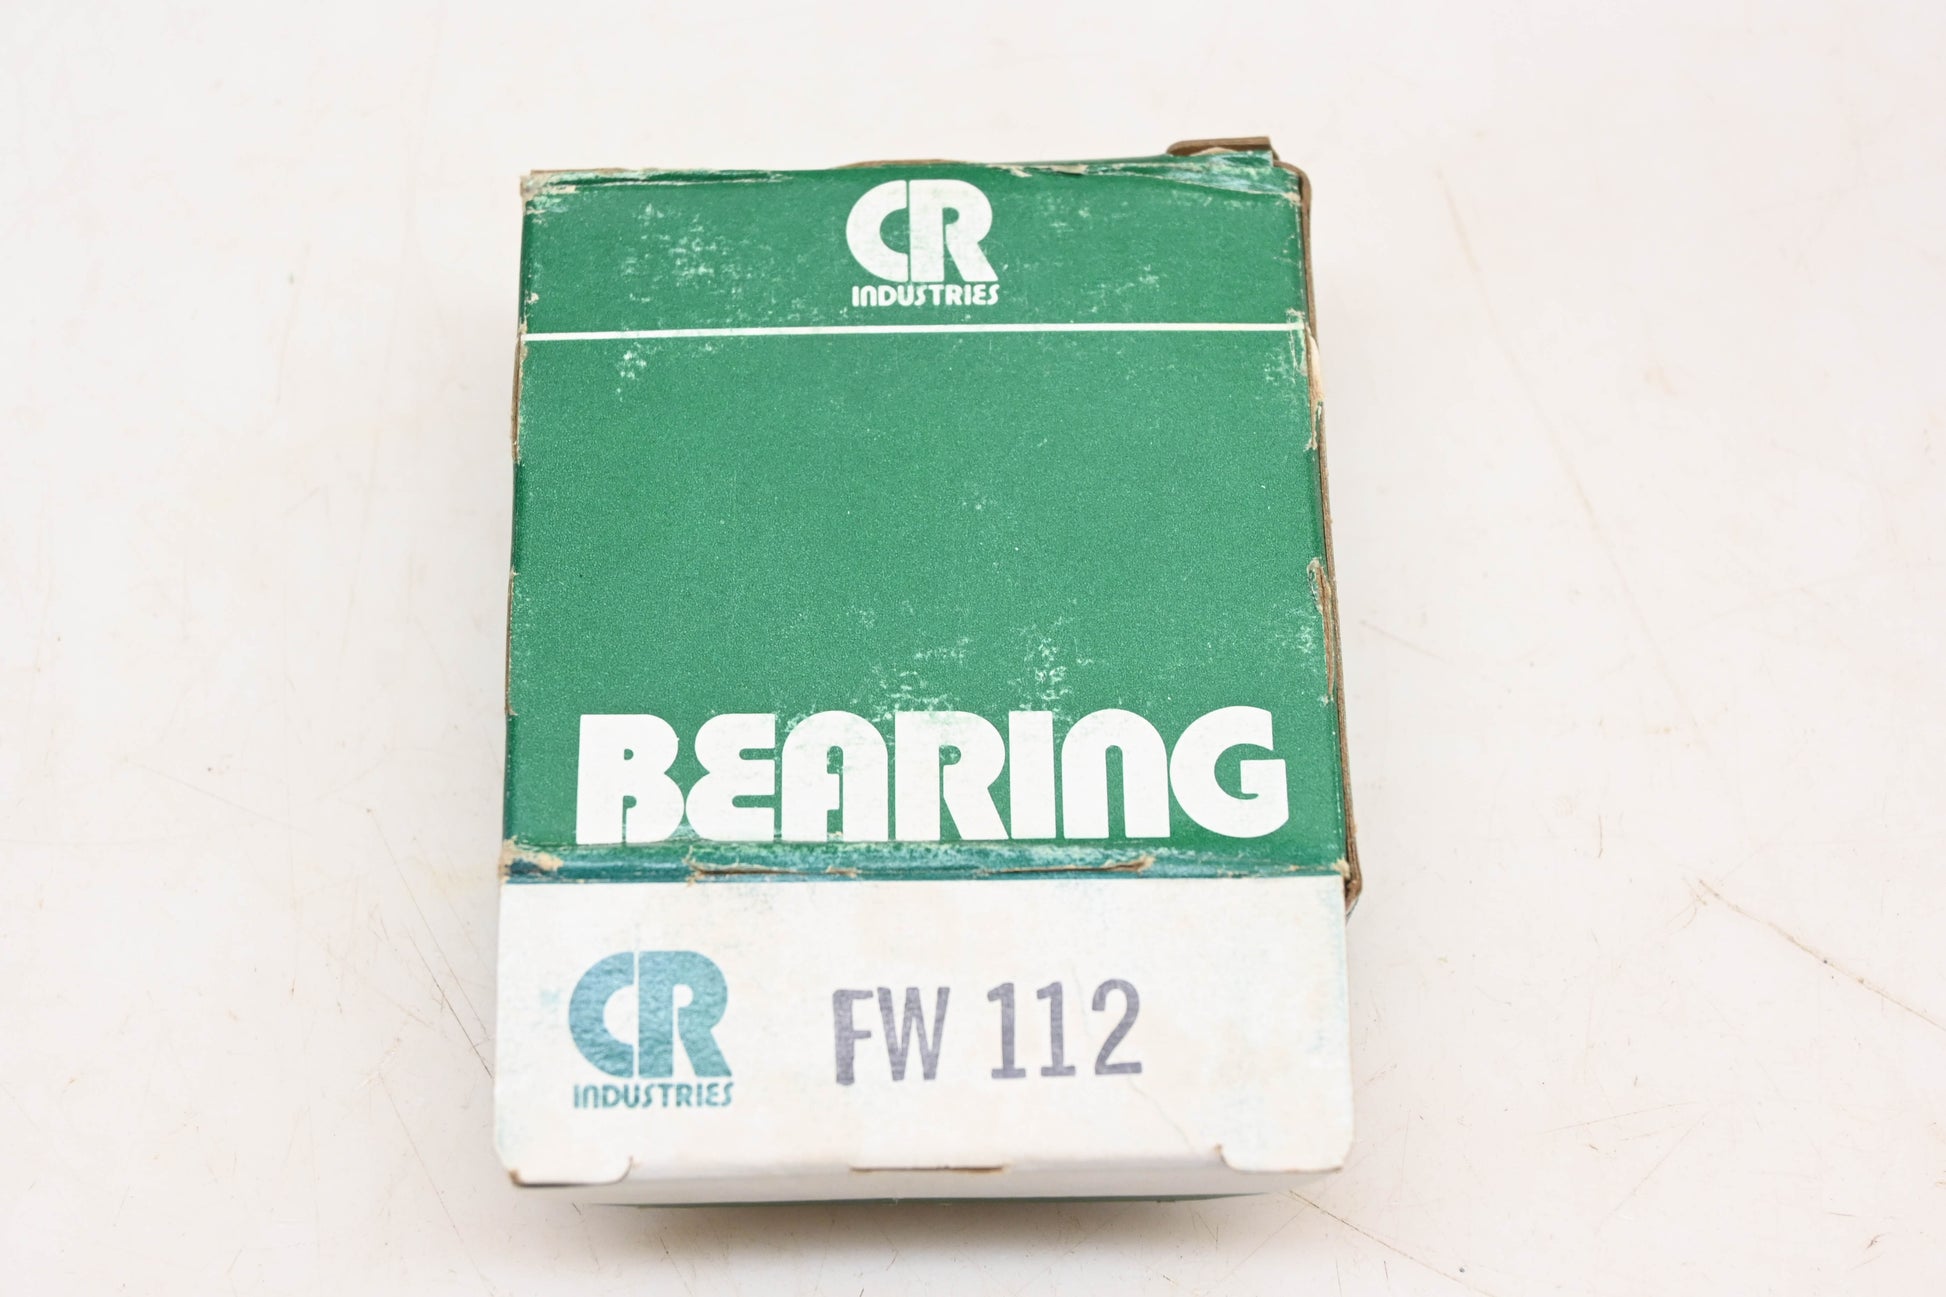 CR
INDUSTRIES
BEARING
CR
INDUSTRIES
FW 112